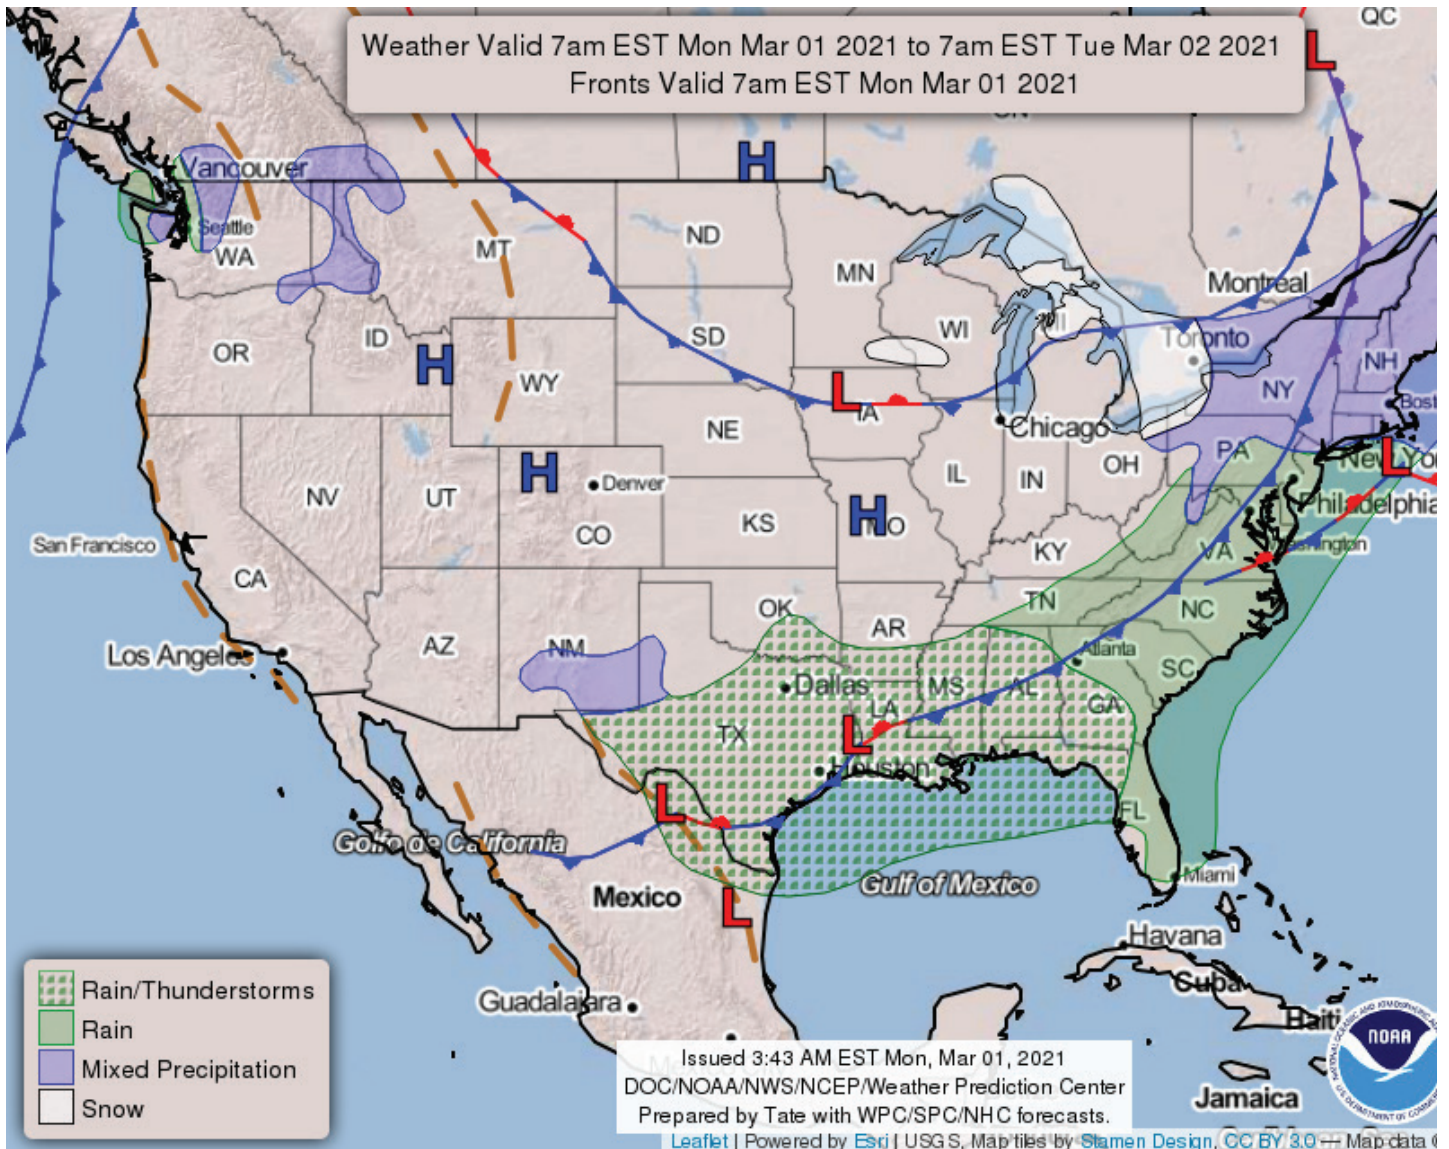 QC
Weather Valid 7am EST Mon Mar 01 2021 to 7am EST Tue Mar 02 2021
Fronts Valid 7am EST Mon Mar 01 2021
L
H
Vancouver
Seattle
WA
MT
ND
MN
Montreal
OR
ID
H
WY
SD
WI
MI
Toronto
NH
NY
L
IA
NE
Chicago
PA
OH
IL
IN
L
H
Denver
NV
UT
CO
KS
H
MO
KY
VA
Philadelphia
San Francisco
CA
AZ
NM
OK
AR
TN
NC
Los Angeles
Atlanta
SC
Dallas
MS
AL
LA
GA
TX
L
Houston
L
FL
Golfo de California
Gulf of Mexico
Miami
Mexico
L
Havana
Cuba
Haiti
Guadalajara
Jamaica
Rain/Thunderstorms
Rain
Mixed Precipitation
Snow
Issued 3:43 AM EST Mon, Mar 01, 2021
DOC/NOAA/NWS/NCEP/Weather Prediction Center
Prepared by Tate with WPC/SPC/NHC forecasts.
NOAA
Leaflet | Powered by Esri | USGS, Map tiles by Stamen Design, CC BY 3.0 — Map data ©